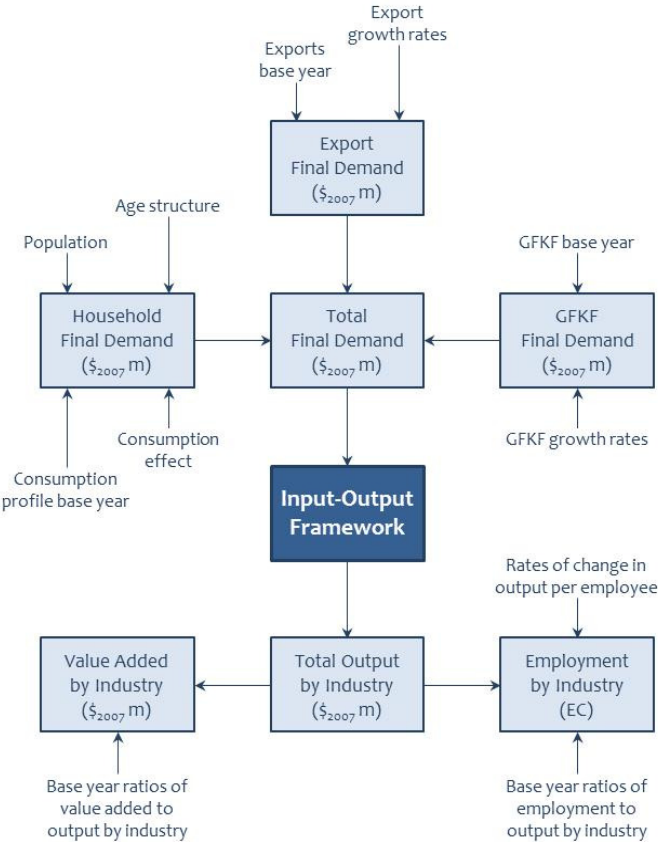 Export
growth rates
Exports
base year
Export
Final Demand
($2007 m)
Age structure
Population
GFKF base year
Household
Final Demand
($2007 m)
Total
Final Demand
($2007 m)
GFKF
Final Demand
($2007 m)
Consumption
effect
GFKF growth rates
Consumption
profile base year
Input-Output
Framework
Rates of change in
output per employee
Value Added
by Industry
($2007 m)
Total Output
by Industry
($2007 m)
Employment
by Industry
(EC)
Base year ratios of
value added to
output by industry
Base year ratios of
employment to
output by industry